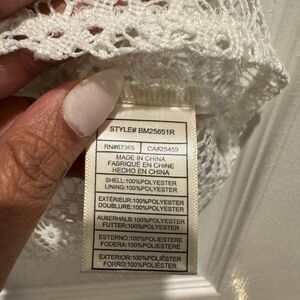 STYLE# BM25651R
RN#67365 CA#25459
MADE IN CHINA
FABRIQUÉ EN CHINE
HECHO EN CHINA
SHELL:100%POLYESTER
LINING:100%POLYESTER
EXTÉRIEUR:100%POLYESTER
DOUBLURE:100%POLYESTER
AUßERHALB:100%POLYESTER
FUTTER:100%POLYESTER
ESTERNO:100%POLIESTERE
FODERA:100%POLIESTERE
EXTERIOR:100%POLIÉSTER
FORRO:100%POLIÉSTER